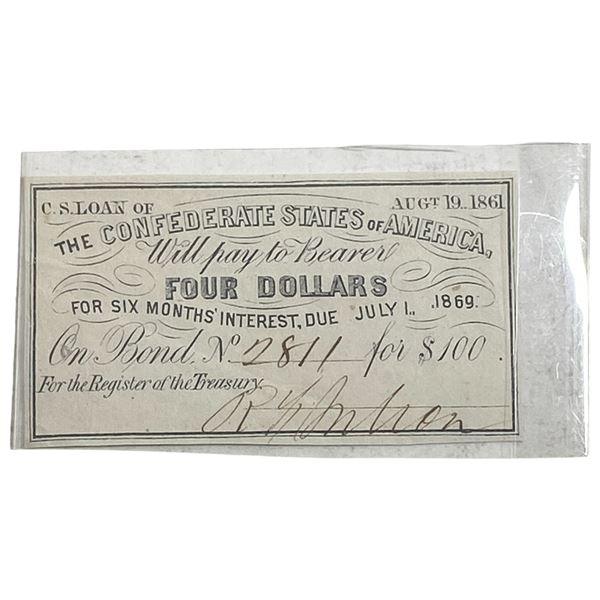 C.S. LOAN OF AUGT 19.. 1861
THE CONFEDERATE STATES OF AMERICA,
Will pay to Bearer
FOUR DOLLARS
FOR SIX MONTHS' INTEREST, DUE JULY 1.. 1869.
On Bond, No. 2811 for $100.
For the Register of the Treasury.